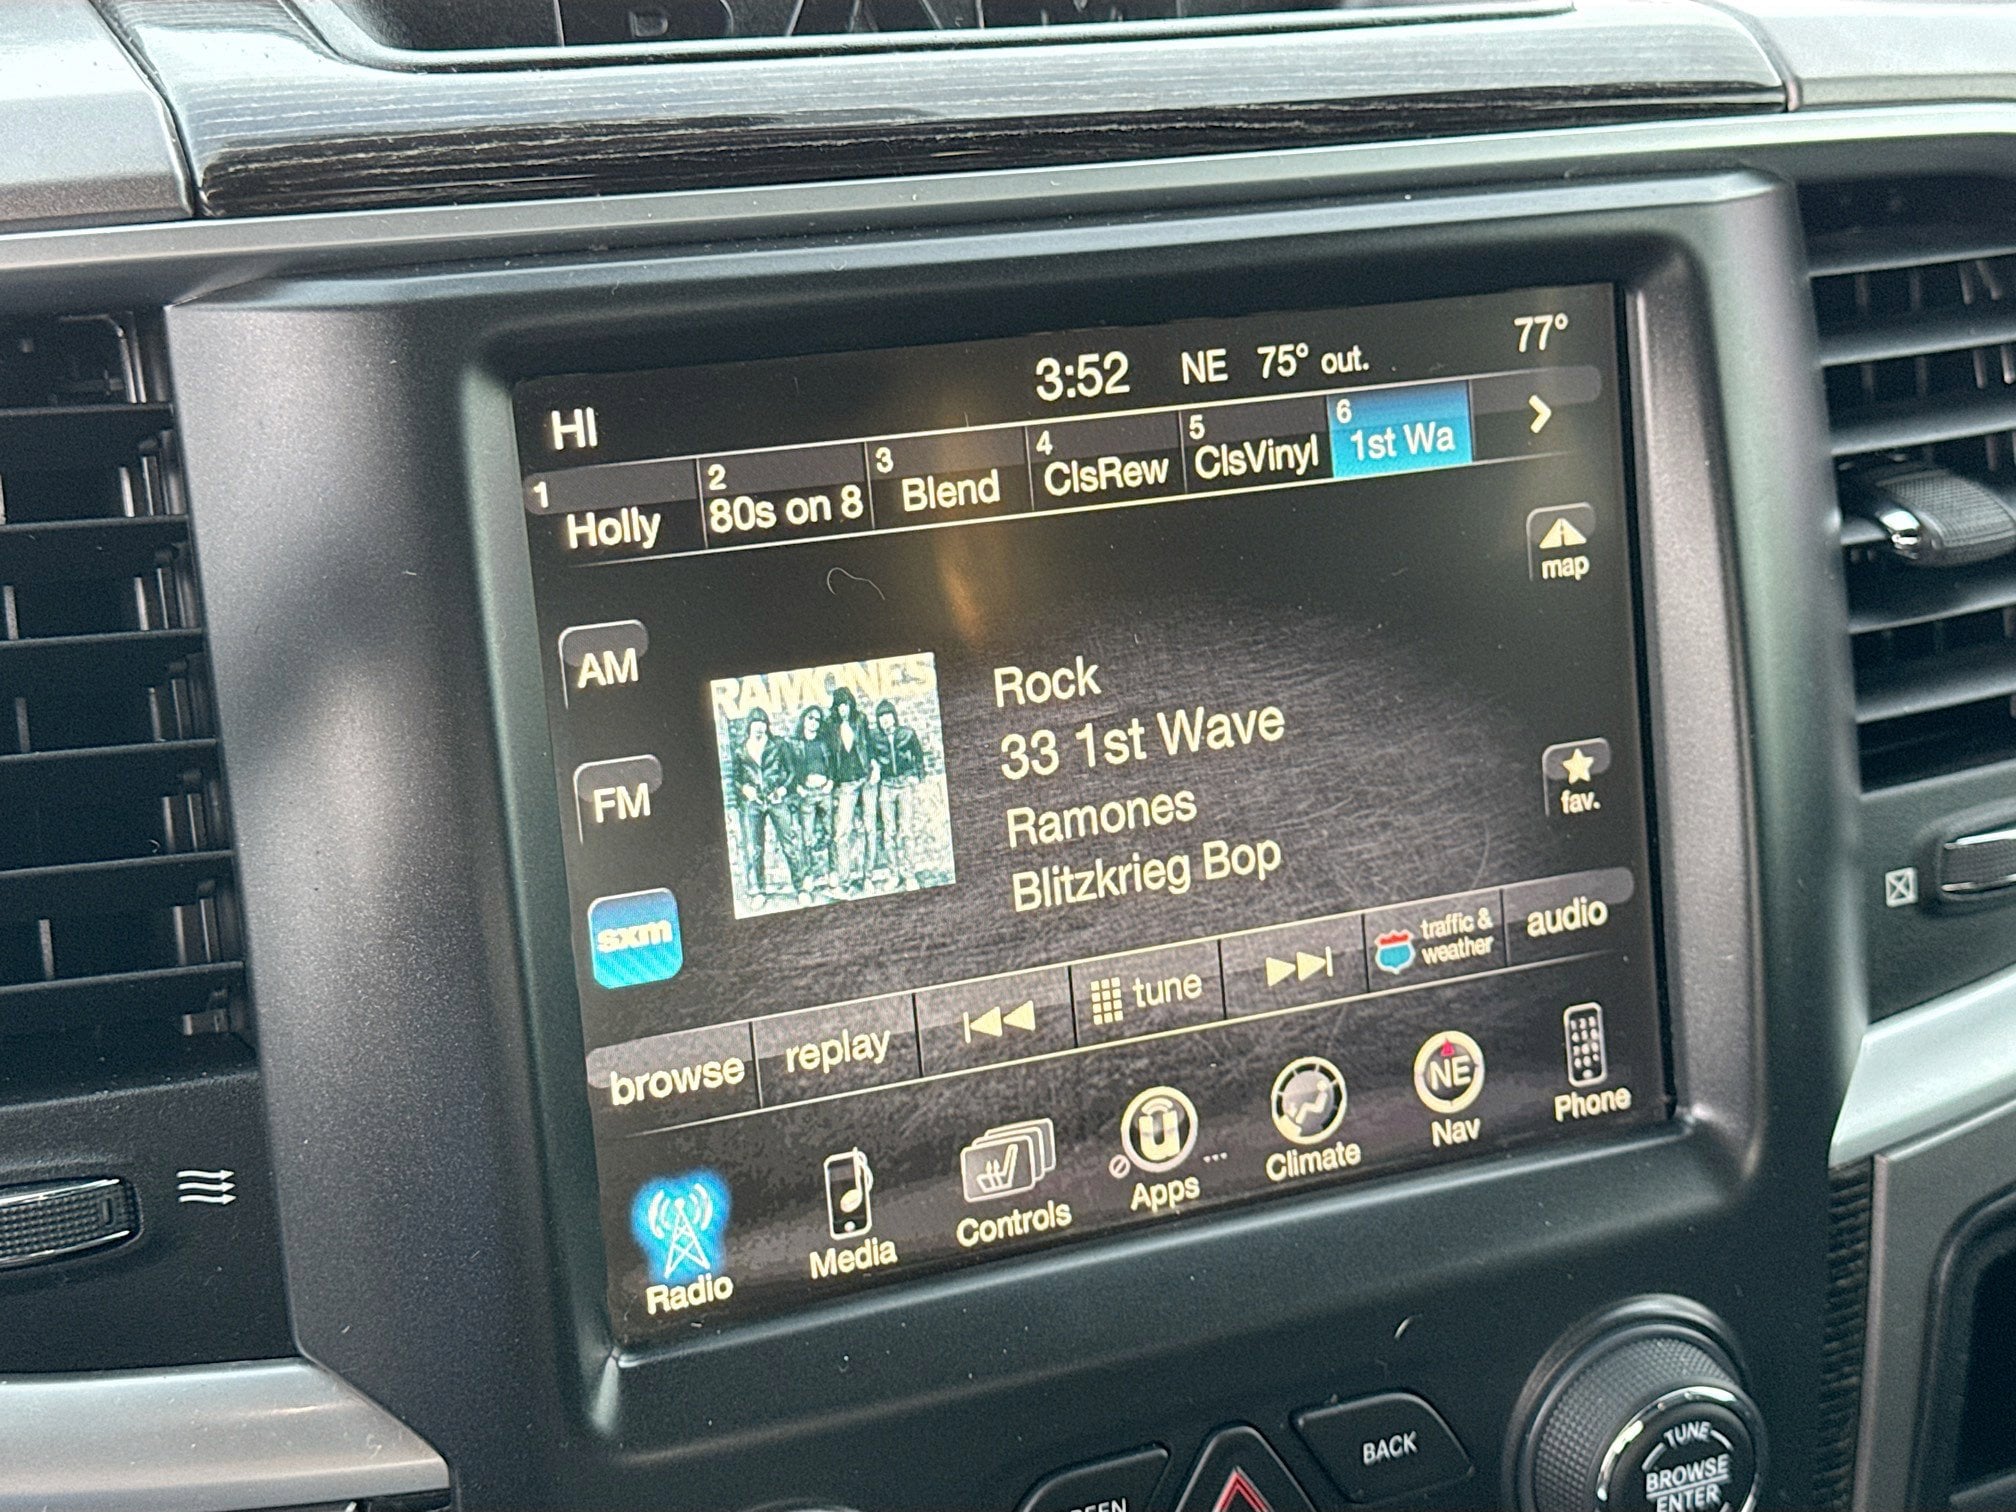 HI
3:52 NE 75° out. 77°
1 Holly
2 80s on 8
3 Blend
4 ClsRew
5 ClsVinyl
6 1st Wa
map
AM
FM
sxm
RAMONES
Rock
33 1st Wave
Ramones
Blitzkrieg Bop
fav.
browse
replay
tune
traffic &
weather
audio
Radio
Media
Controls
Apps
Climate
NE
Nav
Phone
BACK
TUNE
BROWSE
ENTER